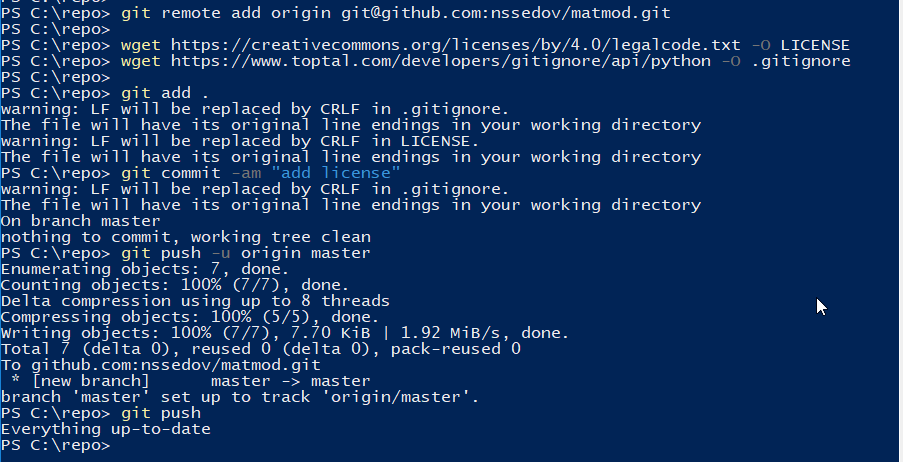 PS C:\repo> git remote add origin git@github.com:nssedov/matmod.git
PS C:\repo>
PS C:\repo> wget https://creativecommons.org/licenses/by/4.0/legalcode.txt -O LICENSE
PS C:\repo> wget https://www.toptal.com/developers/gitignore/api/python -O .gitignore
PS C:\repo>
PS C:\repo> git add .
warning: LF will be replaced by CRLF in .gitignore.
The file will have its original line endings in your working directory
warning: LF will be replaced by CRLF in LICENSE.
The file will have its original line endings in your working directory
PS C:\repo> git commit -am "add license"
warning: LF will be replaced by CRLF in .gitignore.
The file will have its original line endings in your working directory
On branch master
nothing to commit, working tree clean
PS C:\repo> git push -u origin master
Enumerating objects: 7, done.
Counting objects: 100% (7/7), done.
Delta compression using up to 8 threads
Compressing objects: 100% (5/5), done.
Writing objects: 100% (7/7), 7.70 KiB | 1.92 MiB/s, done.
Total 7 (delta 0), reused 0 (delta 0), pack-reused 0
To github.com:nssedov/matmod.git
 * [new branch]      master -> master
branch 'master' set up to track 'origin/master'.
PS C:\repo> git push
Everything up-to-date
PS C:\repo>